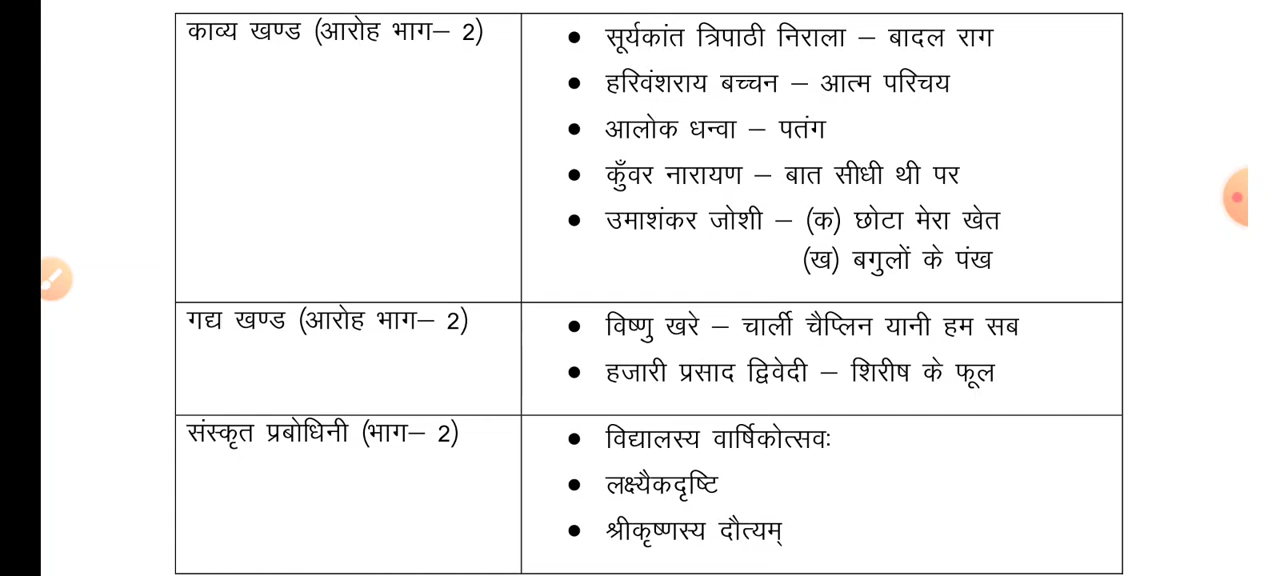 काव्य खण्ड (आरोह भाग– 2)
● सूर्यकांत त्रिपाठी निराला – बादल राग
● हरिवंशराय बच्चन – आत्म परिचय
● आलोक धन्वा – पतंग
● कुँवर नारायण – बात सीधी थी पर
● उमाशंकर जोशी – (क) छोटा मेरा खेत
(ख) बगुलों के पंख
गद्य खण्ड (आरोह भाग– 2)
● विष्णु खरे – चार्ली चैप्लिन यानी हम सब
● हजारी प्रसाद द्विवेदी – शिरीष के फूल
संस्कृत प्रबोधिनी (भाग– 2)
● विद्यालस्य वार्षिकोत्सवः
● लक्ष्यैकदृष्टि
● श्रीकृष्णस्य दौत्यम्